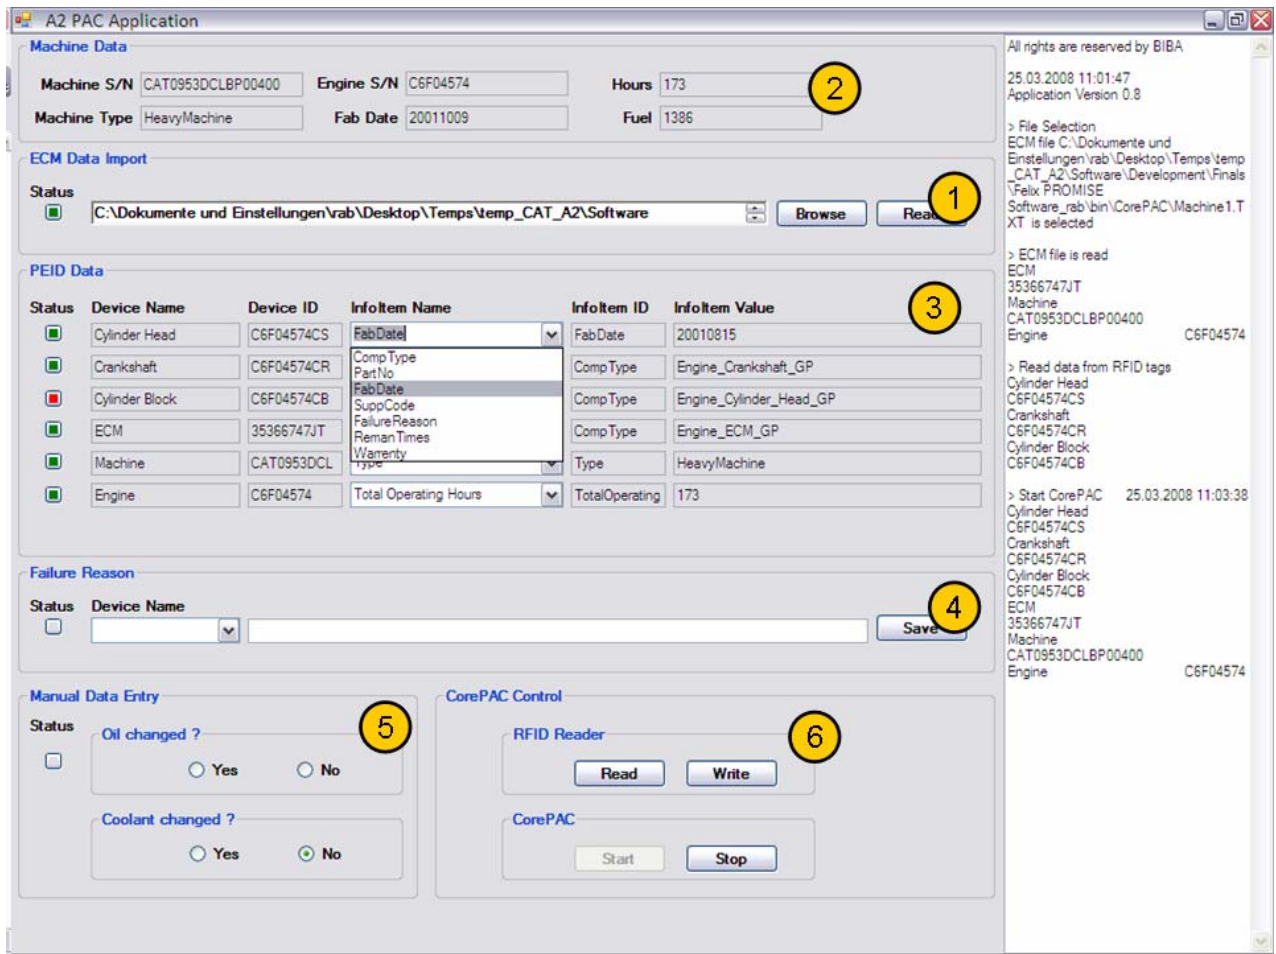 A2 PAC Application
Machine Data
Machine S/N CAT0953DCLBP00400 Engine S/N C6F04574 Hours 173
2
Machine Type HeavyMachine Fab Date 20011009 Fuel 1386
ECM Data Import
Status
C:\Dokumente und Einstellungen\rab\Desktop\Temps\temp_CAT_A2\Software Browse Read
1
PEID Data
3
Status Device Name Device ID InfoItem Name InfoItem ID InfoItem Value
Cylinder Head C6F04574CS FabDate FabDate 20010815
Crankshaft C6F04574CR CompType Engine_Crankshaft_GP
Cylinder Block C6F04574CB CompType Engine_Cylinder_Head_GP
ECM 35366747JT CompType Engine_ECM_GP
Machine CAT0953DCL Type Type HeavyMachine
Engine C6F04574 Total Operating Hours TotalOperating 173
CompType
PartNo
FabDate
SuppCode
FailureReason
RemanTimes
Warrenty
Failure Reason
Status Device Name
4
Save
Manual Data Entry
Status
5
Oil changed ?
Yes No
Coolant changed ?
Yes No
CorePAC Control
RFID Reader
6
Read Write
CorePAC
Start Stop
All rights are reserved by BIBA
25.03.2008 11:01:47
Application Version 0.8
> File Selection
ECM file C:\Dokumente und
Einstellungen\rab\Desktop\Temps\temp
_CAT_A2\Software\Development\Finals
\Felix PROMISE
Software_rab\bin\CorePAC\Machine1.T
XT is selected
> ECM file is read
ECM
35366747JT
Machine
CAT0953DCLBP00400
Engine C6F04574
> Read data from RFID tags
Cylinder Head
C6F04574CS
Crankshaft
C6F04574CR
Cylinder Block
C6F04574CB
> Start CorePAC 25.03.2008 11:03:38
Cylinder Head
C6F04574CS
Crankshaft
C6F04574CR
Cylinder Block
C6F04574CB
ECM
35366747JT
Machine
CAT0953DCLBP00400
Engine C6F04574